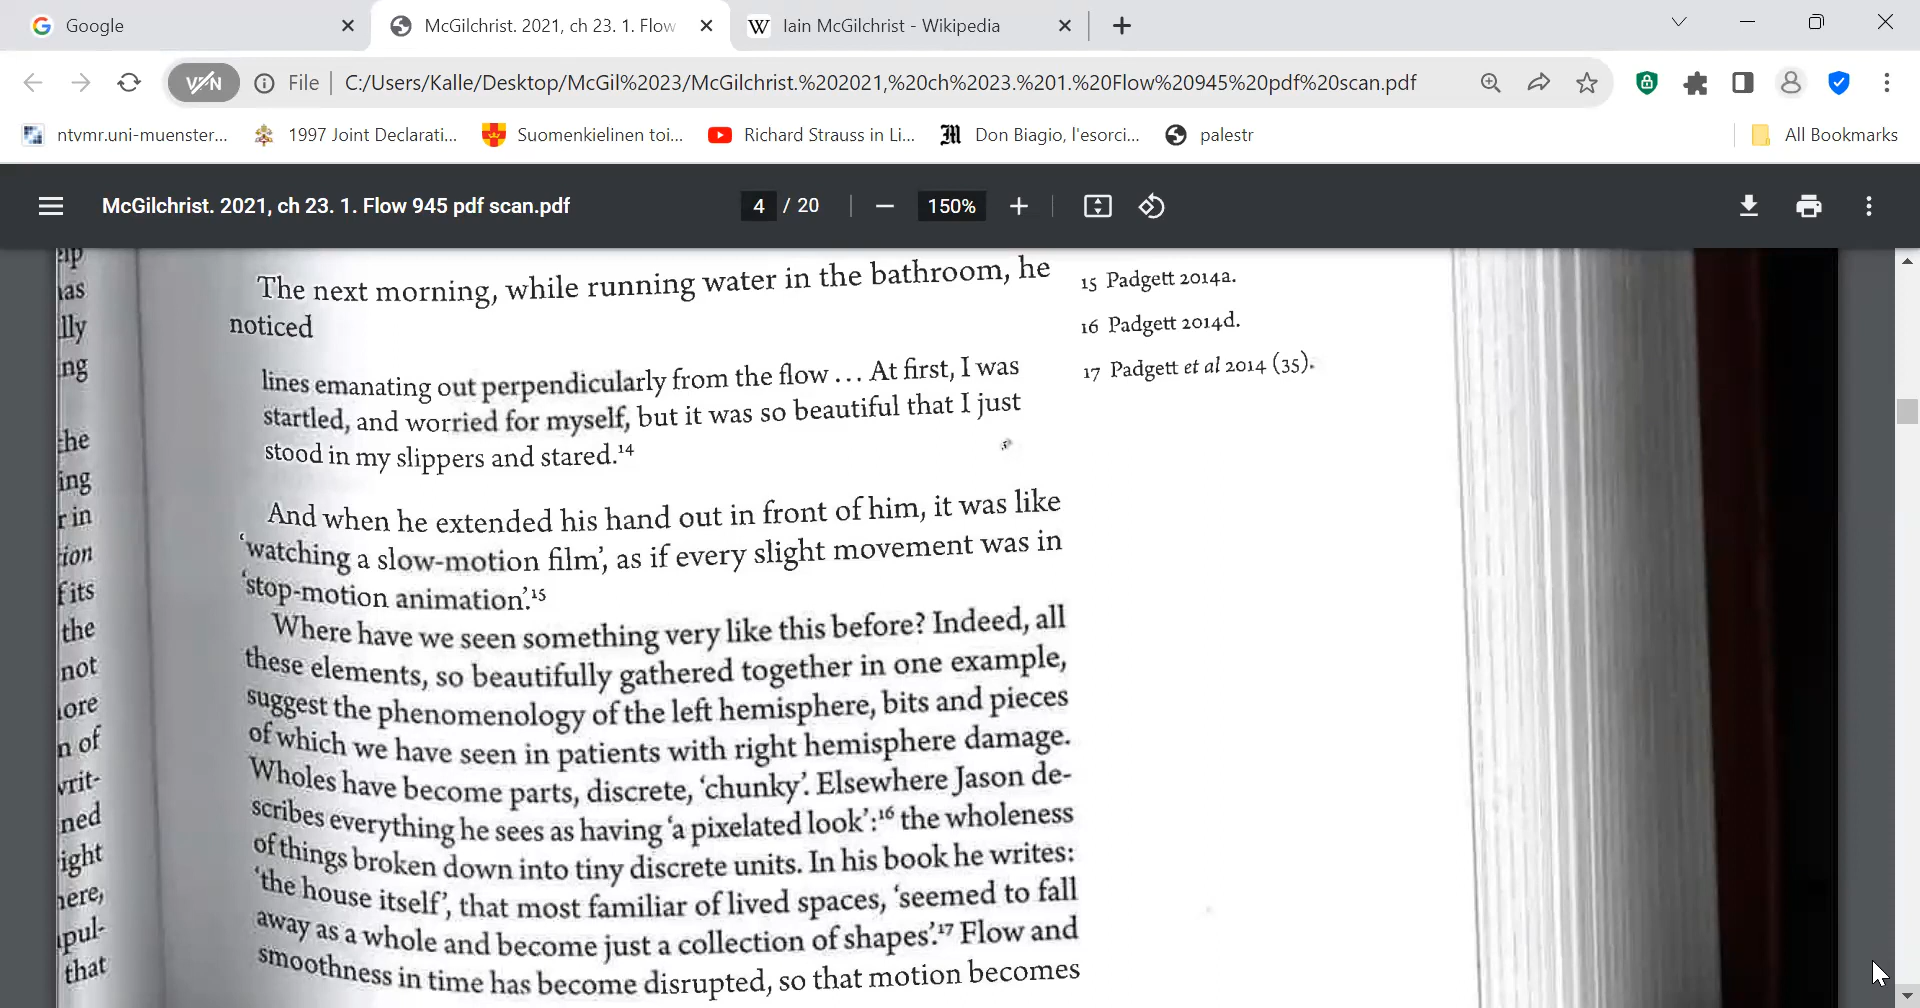 Google
McGilchrist. 2021, ch 23. 1. Flow
Iain McGilchrist - Wikipedia
VPN
File
C:/Users/Kalle/Desktop/McGil%2023/McGilchrist.%202021,%20ch%2023.%201.%20Flow%20945%20pdf%20scan.pdf
ntvmr.uni-muenster...
1997 Joint Declarati...
Suomenkielinen toi...
Richard Strauss in Li...
Don Biagio, l'esorci...
palestr
All Bookmarks
McGilchrist. 2021, ch 23. 1. Flow 945 pdf scan.pdf
4 / 20
150%
The next morning, while running water in the bathroom, he
noticed
lines emanating out perpendicularly from the flow ... At first, I was
startled, and worried for myself, but it was so beautiful that I just
stood in my slippers and stared.¹⁴
And when he extended his hand out in front of him, it was like
‘watching a slow-motion film’, as if every slight movement was in
‘stop-motion animation’.¹⁵
Where have we seen something very like this before? Indeed, all
these elements, so beautifully gathered together in one example,
suggest the phenomenology of the left hemisphere, bits and pieces
of which we have seen in patients with right hemisphere damage.
Wholes have become parts, discrete, ‘chunky’. Elsewhere Jason de-
scribes everything he sees as having ‘a pixelated look’:¹⁶ the wholeness
of things broken down into tiny discrete units. In his book he writes:
‘the house itself’, that most familiar of lived spaces, ‘seemed to fall
away as a whole and become just a collection of shapes’.¹⁷ Flow and
smoothness in time has become disrupted, so that motion becomes
15 Padgett 2014a.
16 Padgett 2014d.
17 Padgett et al 2014 (35).